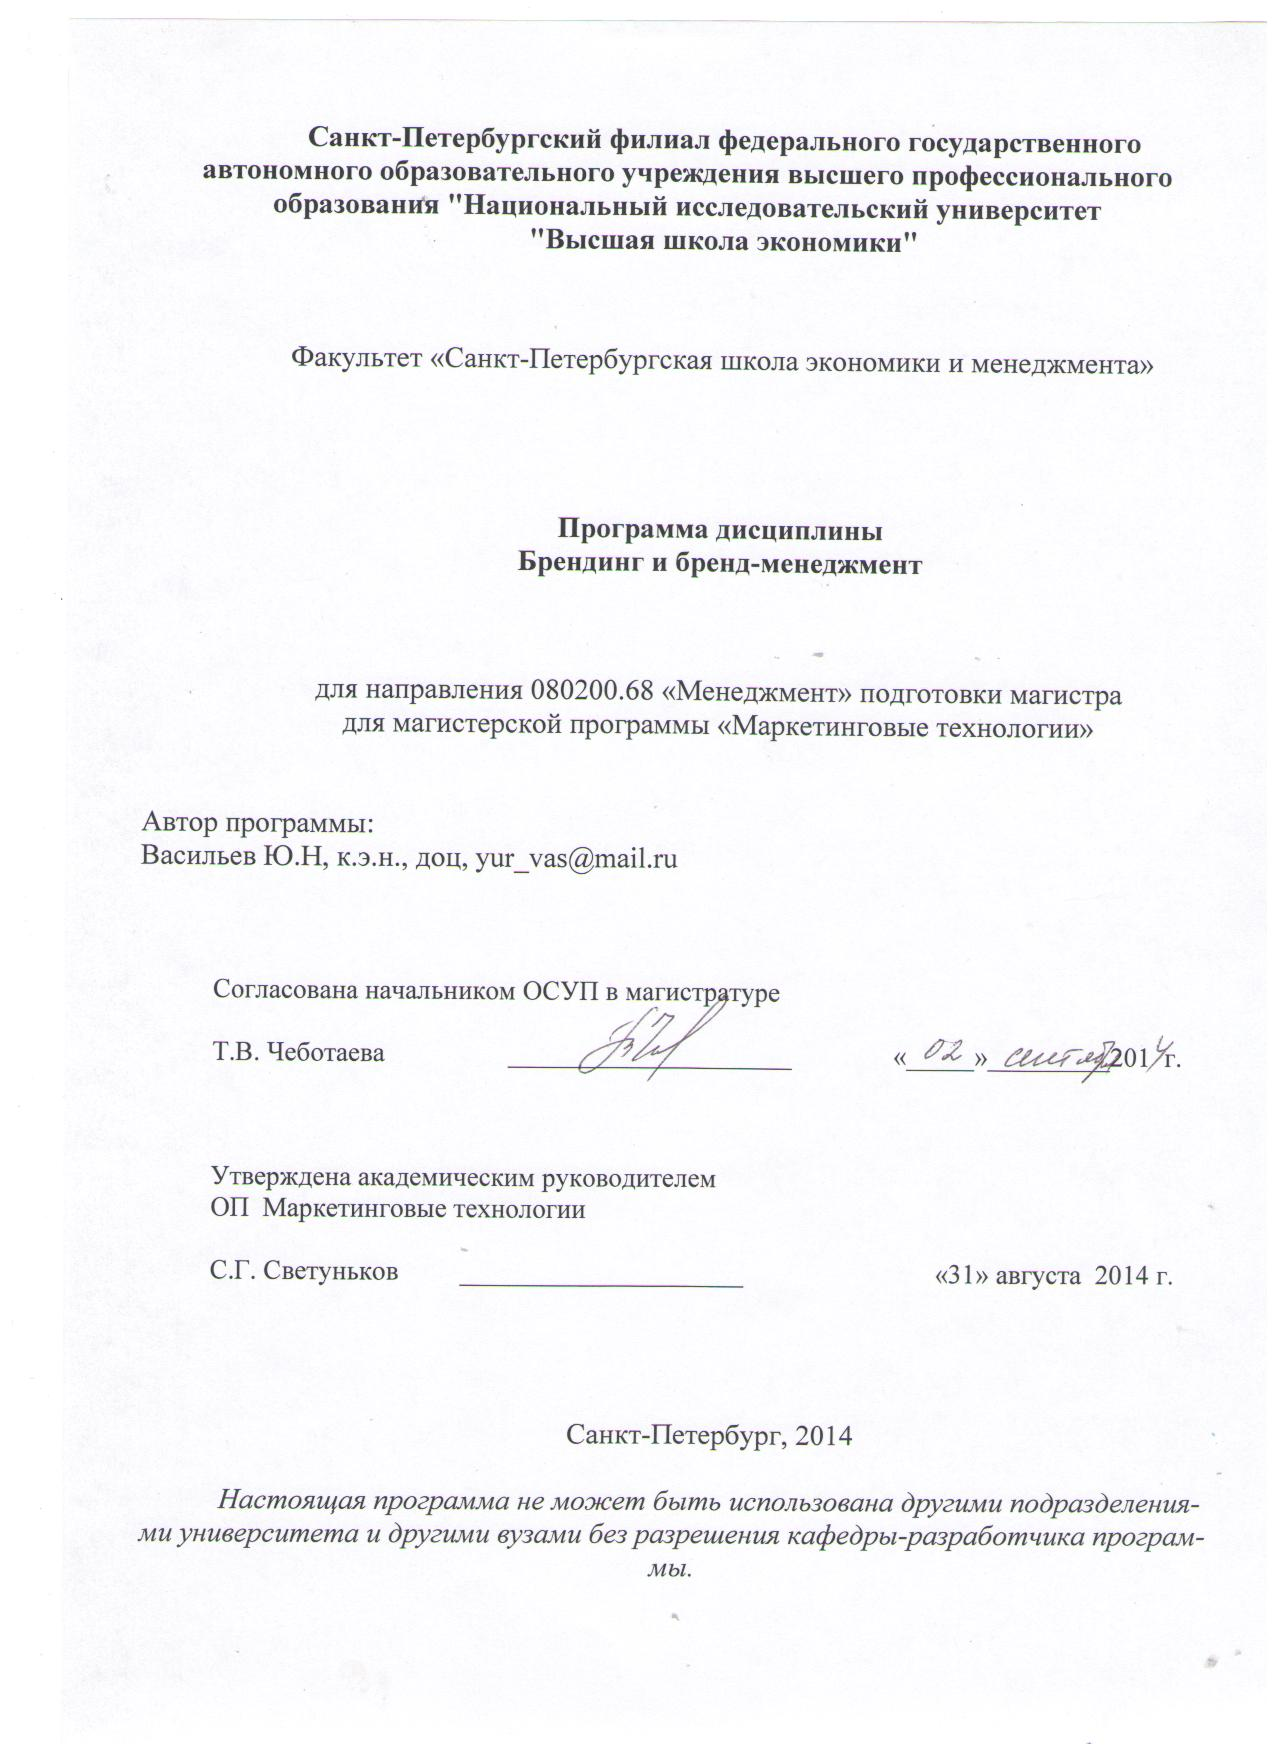 Санкт-Петербургский филиал федерального государственного
автономного образовательного учреждения высшего профессионального
образования "Национальный исследовательский университет
"Высшая школа экономики"
Факультет «Санкт-Петербургская школа экономики и менеджмента»
Программа дисциплины
Брендинг и бренд-менеджмент
для направления 080200.68 «Менеджмент» подготовки магистра
для магистерской программы «Маркетинговые технологии»
Автор программы:
Васильев Ю.Н, к.э.н., доц, yur_vas@mail.ru
Согласована начальником ОСУП в магистратуре
Т.В. Чеботаева ____________________ «02» сентябр 2014 г.
Утверждена академическим руководителем
ОП Маркетинговые технологии
С.Г. Светуньков ____________________ «31» августа 2014 г.
Санкт-Петербург, 2014
Настоящая программа не может быть использована другими подразделения-
ми университета и другими вузами без разрешения кафедры-разработчика програм-
мы.